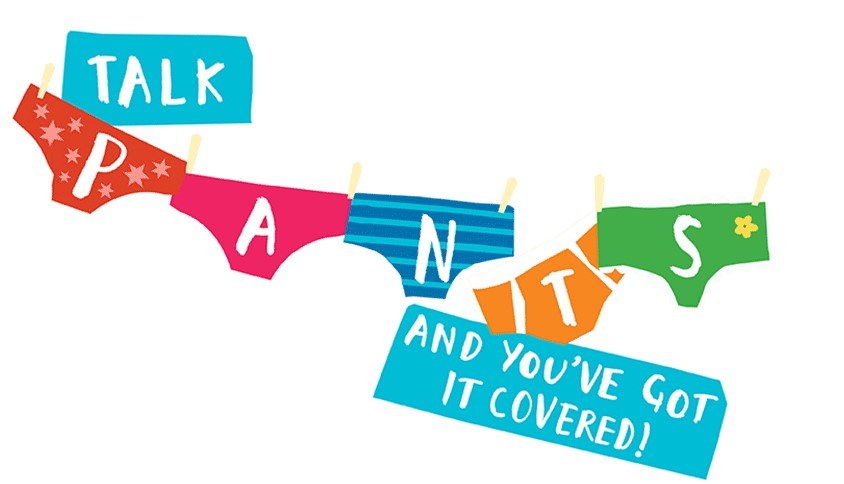 TALK
PANTS
AND YOU'VE GOT
IT COVERED!